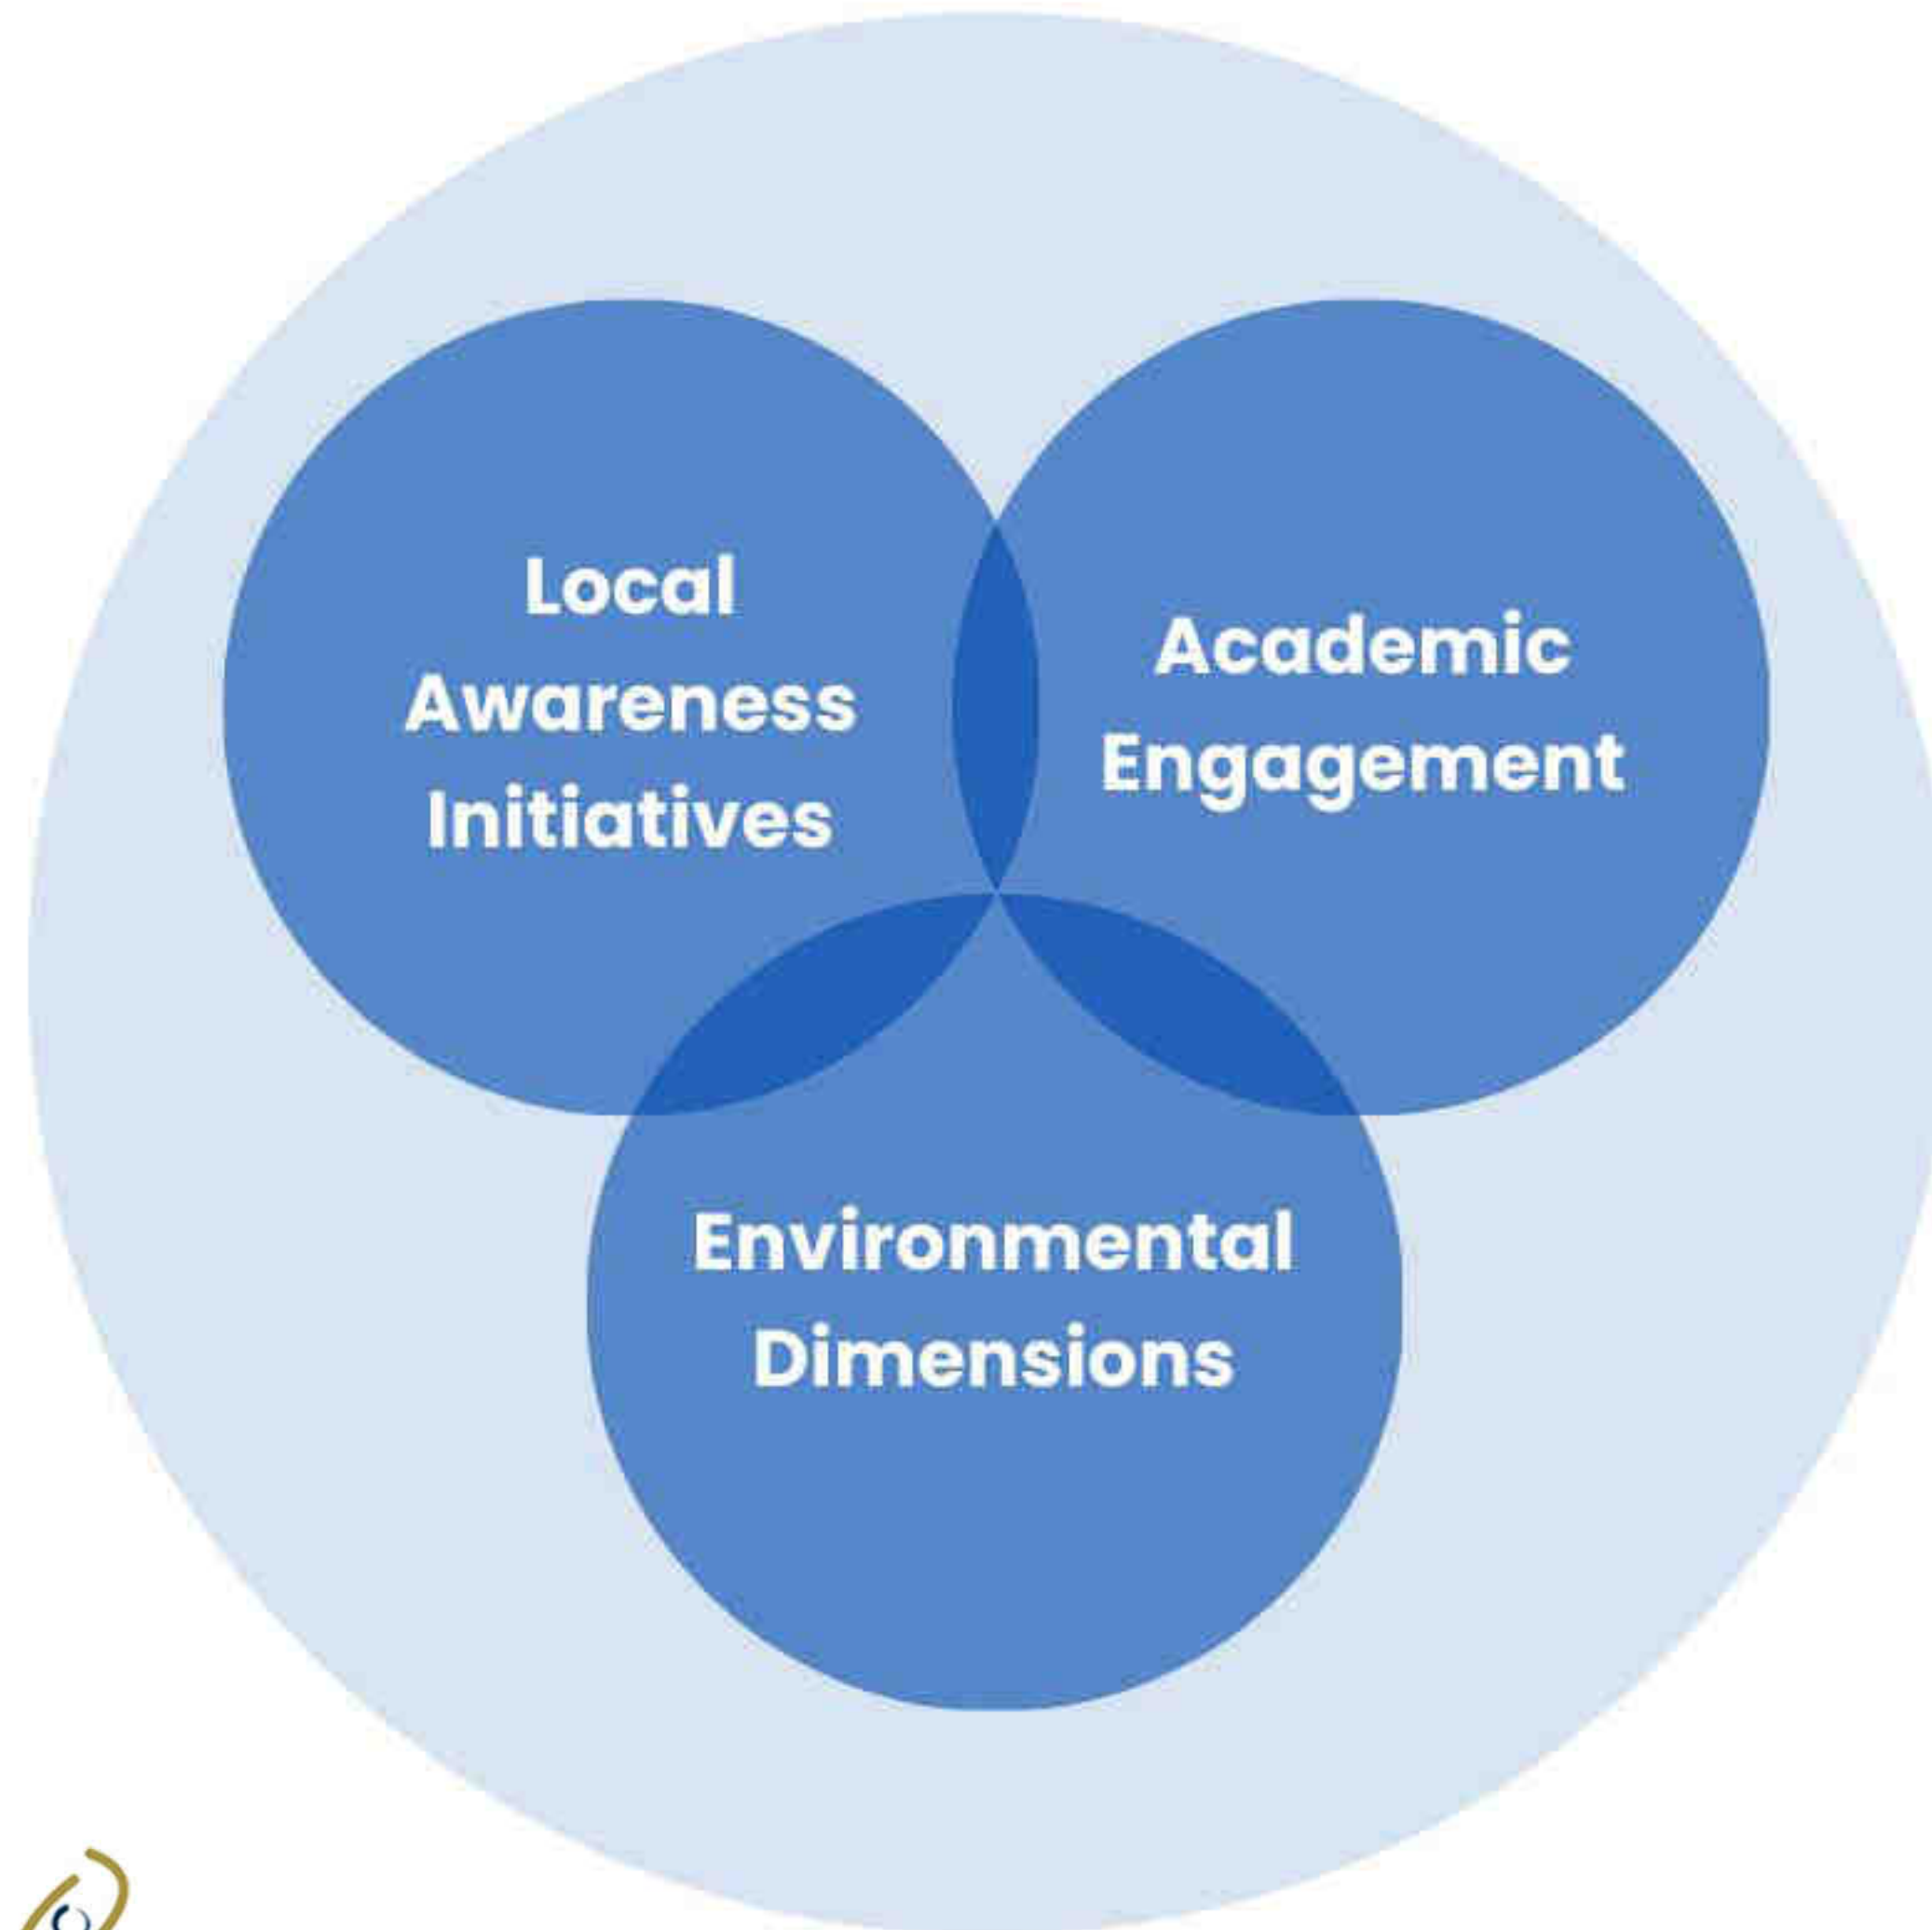 Local
Awareness
Initiatives
Academic
Engagement
Environmental
Dimensions